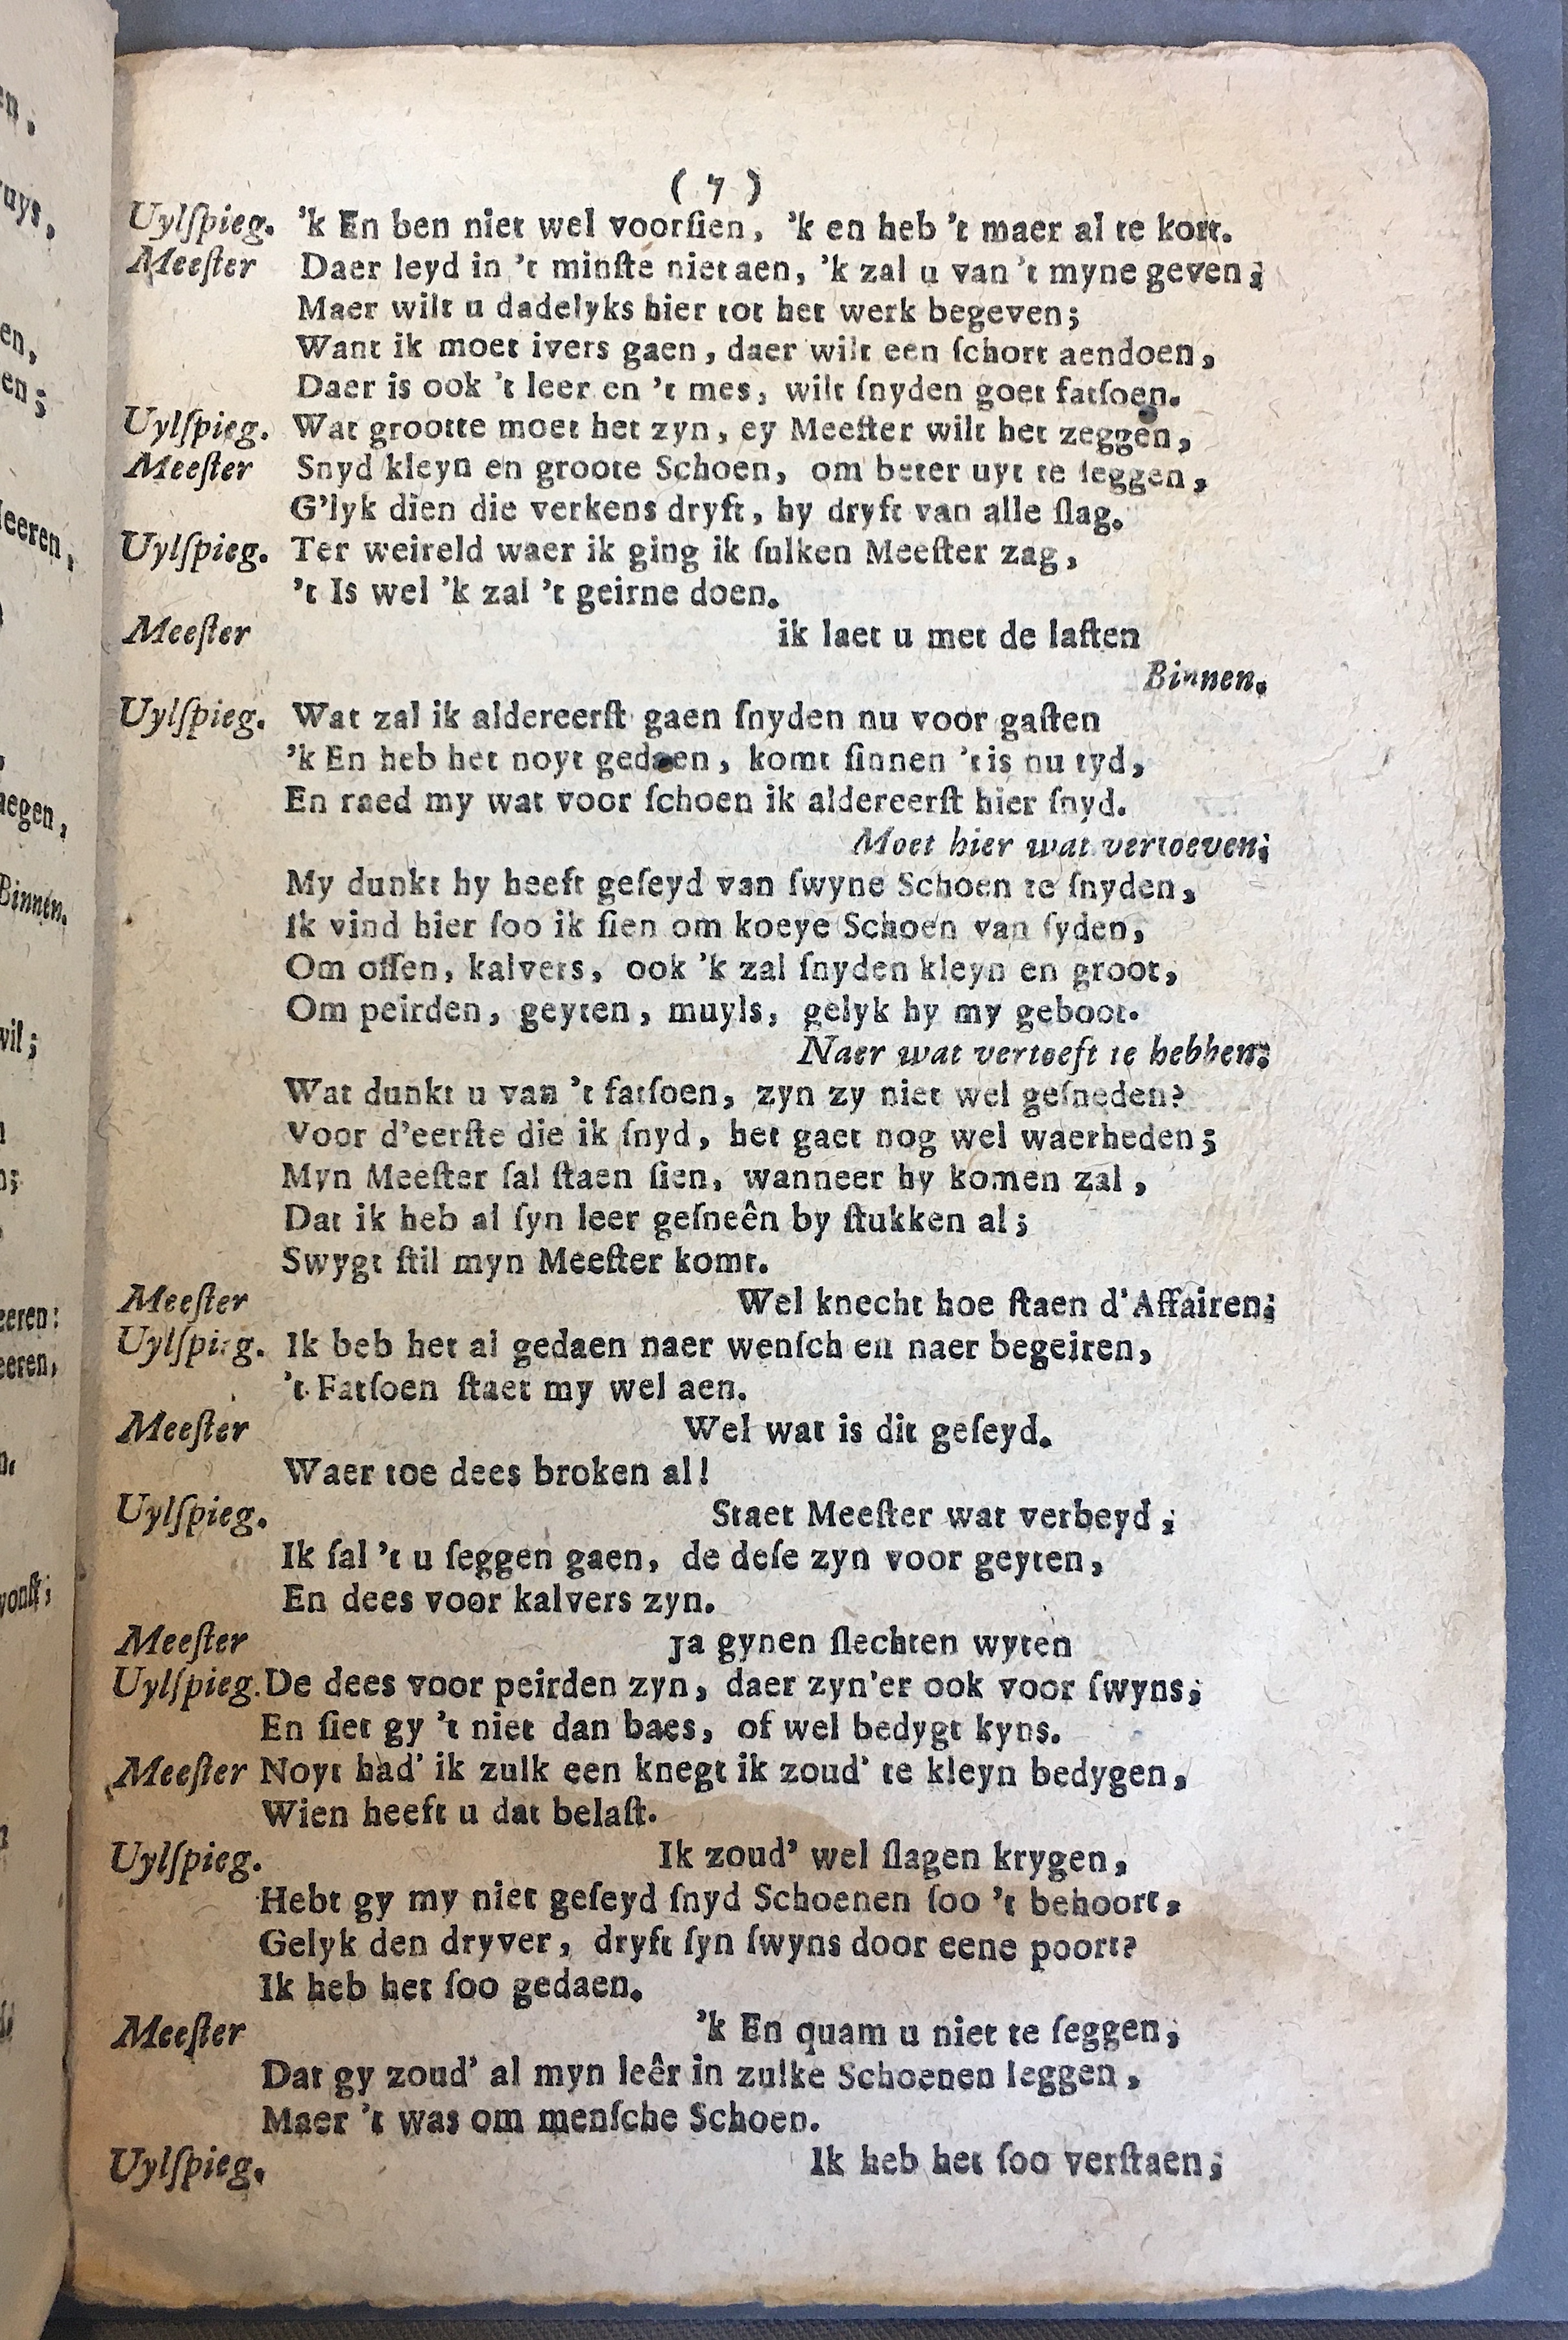 ( 7 )
Uylſpieg. 'k En ben niet wel voorſien, 'k en heb 't maer al te kort.
Meeſter Daer leyd in 't minſte niet aen, 'k zal u van 't myne geven;
Maer wilt u dadelyks hier tot het werk begeven;
Want ik moet ivers gaen, daer wilt een ſchort aendoen,
Daer is ook 't leer en 't mes, wilt ſnyden goet fatſoen.
Uylſpieg. Wat grootte moet het zyn, ey Meeſter wilt het zeggen,
Meeſter Snyd kleyn en groote Schoen, om beter uyt te leggen,
G'lyk dien die verkens dryft, hy dryft van alle ſlag.
Uylſpieg. Ter weireld waer ik ging ik ſulken Meeſter zag,
't Is wel 'k zal 't geirne doen.
Meeſter ik laet u met de laſten
Binnen.
Uylſpieg. Wat zal ik aldereerſt gaen ſnyden nu voor gaſten
'k En heb het noyt gedaen, komt ſinnen 't is nu tyd,
En raed my wat voor ſchoen ik aldereerſt hier ſnyd.
Moet hier wat vertoeven;
My dunkt hy heeft geſeyd van ſwyne Schoen te ſnyden,
Ik vind hier ſoo ik ſien om koeye Schoen van ſyden,
Om oſſen, kalvers, ook 'k zal ſnyden kleyn en groot,
Om peirden, geyten, muyls, gelyk hy my geboot.
Naer wat verteeft te hebben;
Wat dunkt u van 't fatſoen, zyn zy niet wel geſneden?
Voor d'eerſte die ik ſnyd, het gaet nog wel waerheden;
Myn Meeſter ſal ſtaen ſien, wanneer hy komen zal,
Dat ik heb al ſyn leer geſneên by ſtukken al;
Swygt ſtil myn Meeſter komt.
Meeſter Wel knecht hoe ſtaen d'Affairen;
Uylſpieg. Ik beb het al gedaen naer wenſch en naer begeiren,
't Fatſoen ſtaet my wel aen.
Meeſter Wel wat is dit geſeyd.
Waer toe dees broken al!
Uylſpieg. Staet Meeſter wat verbeyd;
Ik ſal 't u ſeggen gaen, de deſe zyn voor geyten,
En dees voor kalvers zyn.
Meeſter Ja gynen ſlechten wyten
Uylſpieg. De dees voor peirden zyn, daer zyn'er ook voor ſwyns;
En ſiet gy 't niet dan baes, of wel bedygt kyns.
Meeſter Noyt had' ik zulk een knegt ik zoud' te kleyn bedygen,
Wien heeft u dat belaſt.
Uylſpieg. Ik zoud' wel ſlagen krygen,
Hebt gy my niet geſeyd ſnyd Schoenen ſoo 't behoort,
Gelyk den dryver, dryft ſyn ſwyns door eene poort?
Ik heb het ſoo gedaen.
Meeſter 'k En quam u niet te ſeggen;
Dat gy zoud' al myn leêr in zulke Schoenen leggen,
Maer 't was om menſche Schoen.
Uylſpieg. Ik heb het ſoo verſtaen;